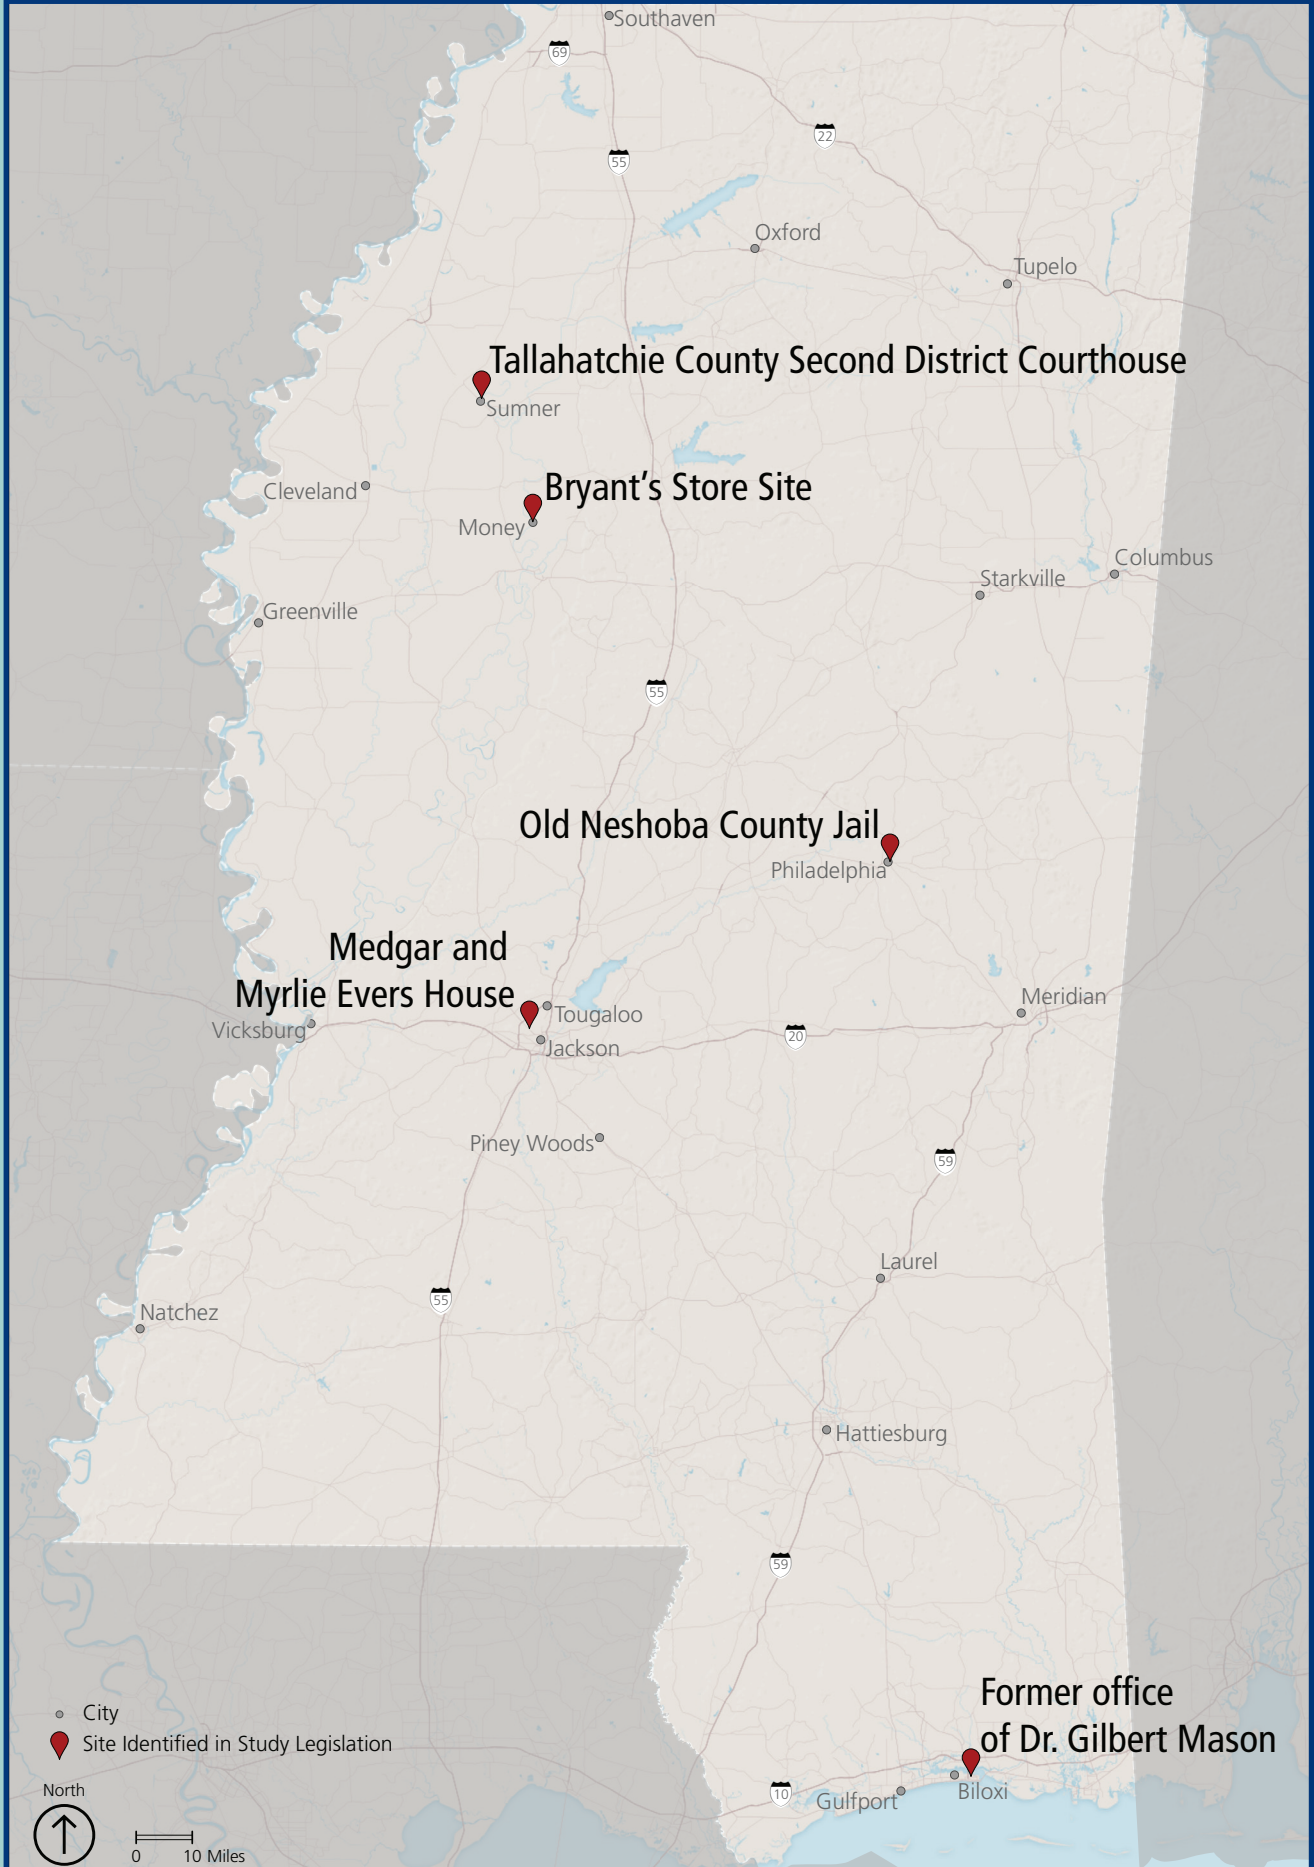 Southaven
69
22
55
Oxford
Tupelo
Tallahatchie County Second District Courthouse
Sumner
Bryant's Store Site
Cleveland
Money
Columbus
Starkville
Greenville
55
Old Neshoba County Jail
Philadelphia
Medgar and
Myrlie Evers House
Meridian
Tougaloo
Vicksburg
20
Jackson
Piney Woods
59
Laurel
55
Natchez
Hattiesburg
59
Former office
of Dr. Gilbert Mason
City
Site Identified in Study Legislation
10
Biloxi
Gulfport
North
0 10 Miles